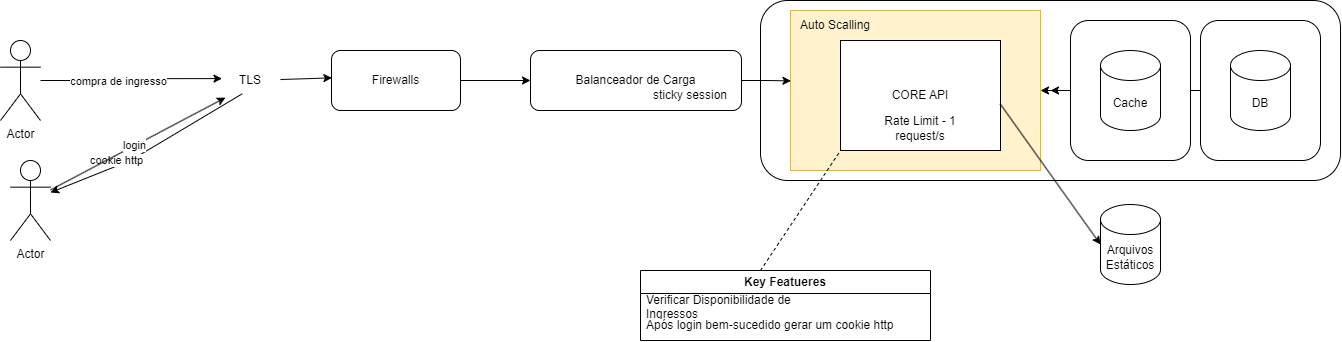 Auto Scalling
compra de ingresso
TLS
Firewalls
Balanceador de Carga
sticky session
CORE API
Rate Limit - 1
request/s
Cache
DB
Actor
login
cookie http
Actor
Arquivos
Estáticos
Key Featueres
Verificar Disponibilidade de
Ingressos
Após login bem-sucedido gerar um cookie http